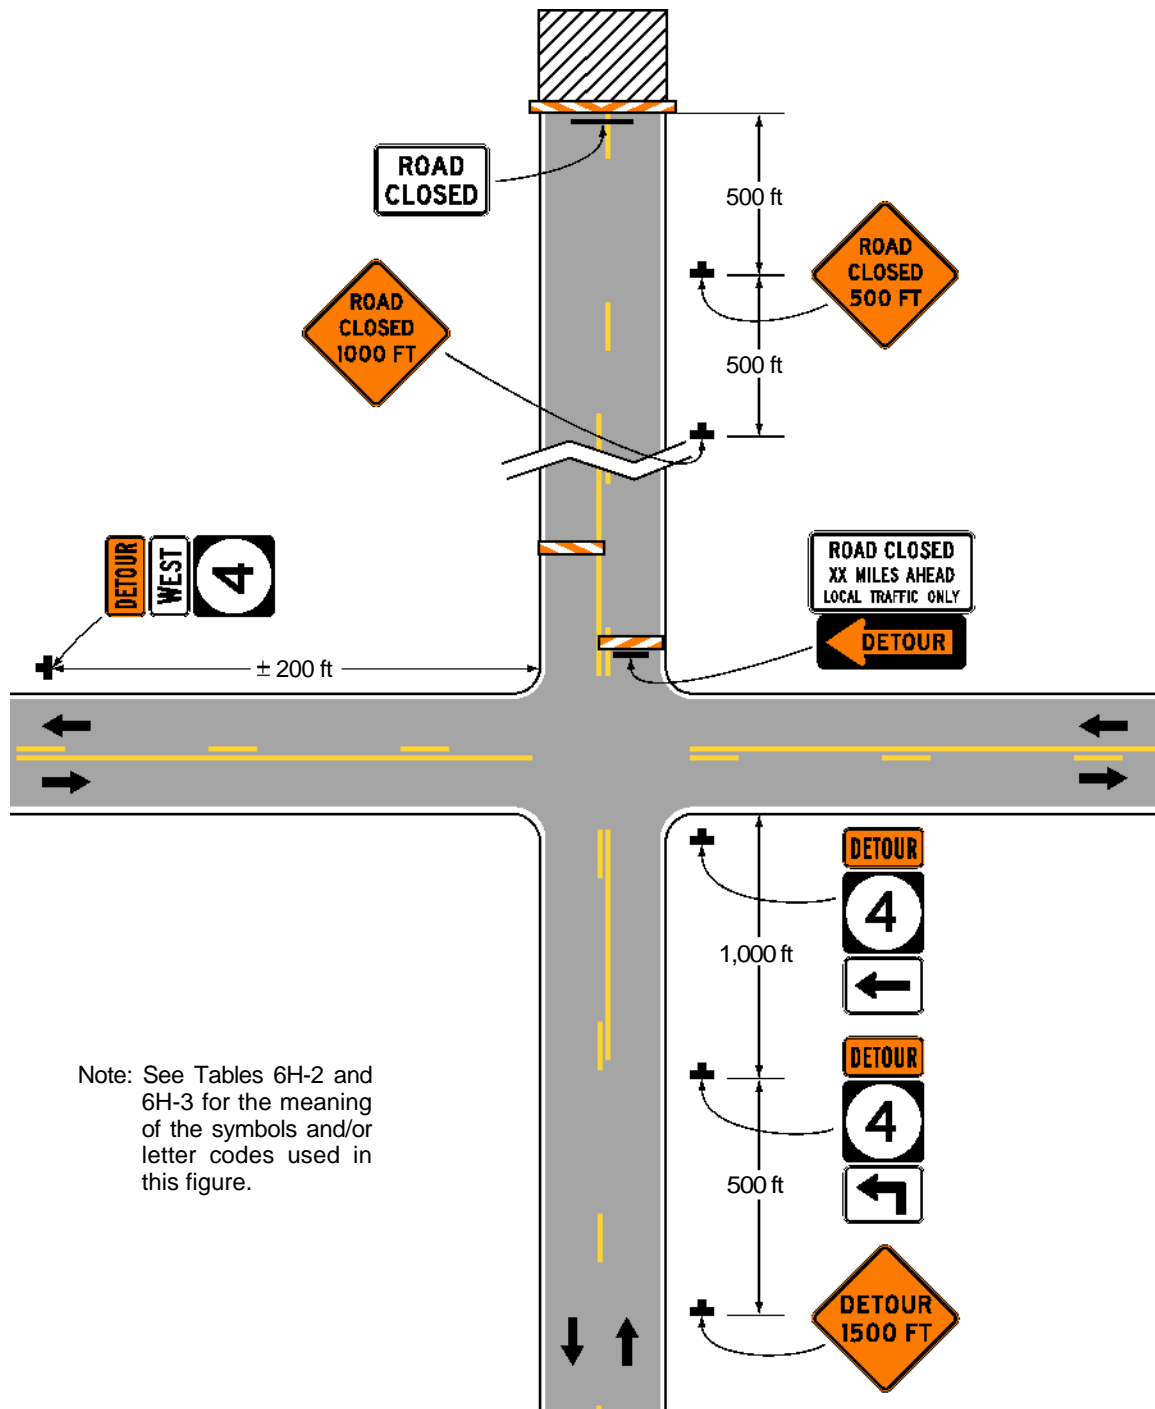 ROAD
CLOSED
500 ft
ROAD
CLOSED
500 FT
ROAD
CLOSED
1000 FT
500 ft
DETOUR
WEST
4
ROAD CLOSED
XX MILES AHEAD
LOCAL TRAFFIC ONLY
DETOUR
± 200 ft
DETOUR
4
1,000 ft
DETOUR
4
Note: See Tables 6H-2 and
6H-3 for the meaning
of the symbols and/or
letter codes used in
this figure.
500 ft
DETOUR
1500 FT